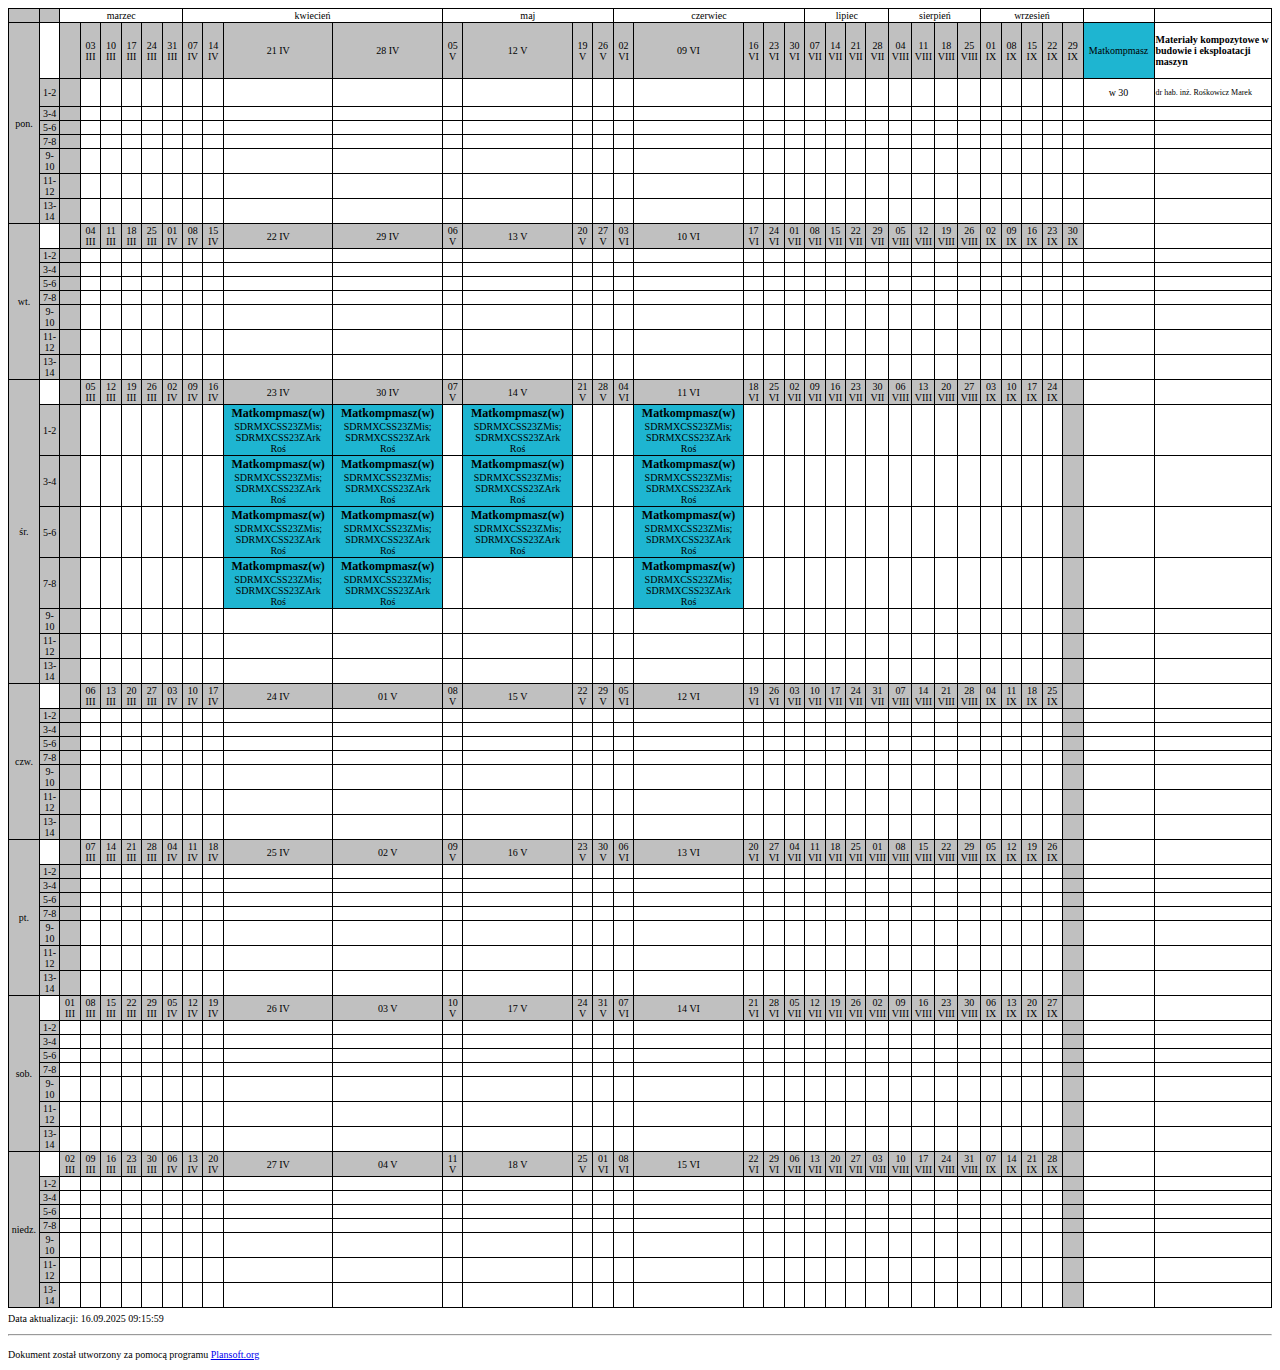 marzec kwiecień maj czerwiec lipiec sierpień wrzesień
pon. 03 III 10 III 17 III 24 III 31 III 07 IV 14 IV 21 IV 28 IV 05 V 12 V 19 V 26 V 02 VI 09 VI 16 VI 23 VI 30 VI 07 VII 14 VII 21 VII 28 VII 04 VIII 11 VIII 18 VIII 25 VIII 01 IX 08 IX 15 IX 22 IX 29 IX Matkompmasz Materiały kompozytowe w budowie i eksploatacji maszyn
1-2 w 30 dr hab. inż. Rośkowicz Marek
3-4
5-6
7-8
9-10
11-12
13-14
wt. 04 III 11 III 18 III 25 III 01 IV 08 IV 15 IV 22 IV 29 IV 06 V 13 V 20 V 27 V 03 VI 10 VI 17 VI 24 VI 01 VII 08 VII 15 VII 22 VII 29 VII 05 VIII 12 VIII 19 VIII 26 VIII 02 IX 09 IX 16 IX 23 IX 30 IX
1-2
3-4
5-6
7-8
9-10
11-12
13-14
śr. 05 III 12 III 19 III 26 III 02 IV 09 IV 16 IV 23 IV 30 IV 07 V 14 V 21 V 28 V 04 VI 11 VI 18 VI 25 VI 02 VII 09 VII 16 VII 23 VII 30 VII 06 VIII 13 VIII 20 VIII 27 VIII 03 IX 10 IX 17 IX 24 IX
1-2 Matkompmasz(w) Matkompmasz(w) Matkompmasz(w) Matkompmasz(w)
SDRMXCSS23ZMis; SDRMXCSS23ZMis; SDRMXCSS23ZMis; SDRMXCSS23ZMis;
SDRMXCSS23ZArk SDRMXCSS23ZArk SDRMXCSS23ZArk SDRMXCSS23ZArk
Roś Roś Roś Roś
3-4 Matkompmasz(w) Matkompmasz(w) Matkompmasz(w) Matkompmasz(w)
SDRMXCSS23ZMis; SDRMXCSS23ZMis; SDRMXCSS23ZMis; SDRMXCSS23ZMis;
SDRMXCSS23ZArk SDRMXCSS23ZArk SDRMXCSS23ZArk SDRMXCSS23ZArk
Roś Roś Roś Roś
5-6 Matkompmasz(w) Matkompmasz(w) Matkompmasz(w) Matkompmasz(w)
SDRMXCSS23ZMis; SDRMXCSS23ZMis; SDRMXCSS23ZMis; SDRMXCSS23ZMis;
SDRMXCSS23ZArk SDRMXCSS23ZArk SDRMXCSS23ZArk SDRMXCSS23ZArk
Roś Roś Roś Roś
7-8 Matkompmasz(w) Matkompmasz(w) Matkompmasz(w)
SDRMXCSS23ZMis; SDRMXCSS23ZMis; SDRMXCSS23ZMis;
SDRMXCSS23ZArk SDRMXCSS23ZArk SDRMXCSS23ZArk
Roś Roś Roś
9-10
11-12
13-14
czw. 06 III 13 III 20 III 27 III 03 IV 10 IV 17 IV 24 IV 01 V 08 V 15 V 22 V 29 V 05 VI 12 VI 19 VI 26 VI 03 VII 10 VII 17 VII 24 VII 31 VII 07 VIII 14 VIII 21 VIII 28 VIII 04 IX 11 IX 18 IX 25 IX
1-2
3-4
5-6
7-8
9-10
11-12
13-14
pt. 07 III 14 III 21 III 28 III 04 IV 11 IV 18 IV 25 IV 02 V 09 V 16 V 23 V 30 V 06 VI 13 VI 20 VI 27 VI 04 VII 11 VII 18 VII 25 VII 01 VIII 08 VIII 15 VIII 22 VIII 29 VIII 05 IX 12 IX 19 IX 26 IX
1-2
3-4
5-6
7-8
9-10
11-12
13-14
sob. 01 III 08 III 15 III 22 III 29 III 05 IV 12 IV 19 IV 26 IV 03 V 10 V 17 V 24 V 31 V 07 VI 14 VI 21 VI 28 VI 05 VII 12 VII 19 VII 26 VII 02 VIII 09 VIII 16 VIII 23 VIII 30 VIII 06 IX 13 IX 20 IX 27 IX
1-2
3-4
5-6
7-8
9-10
11-12
13-14
niedz. 02 III 09 III 16 III 23 III 30 III 06 IV 13 IV 20 IV 27 IV 04 V 11 V 18 V 25 V 01 VI 08 VI 15 VI 22 VI 29 VI 06 VII 13 VII 20 VII 27 VII 03 VIII 10 VIII 17 VIII 24 VIII 31 VIII 07 IX 14 IX 21 IX 28 IX
1-2
3-4
5-6
7-8
9-10
11-12
13-14
Data aktualizacji: 16.09.2025 09:15:59
Dokument został utworzony za pomocą programu Plansoft.org